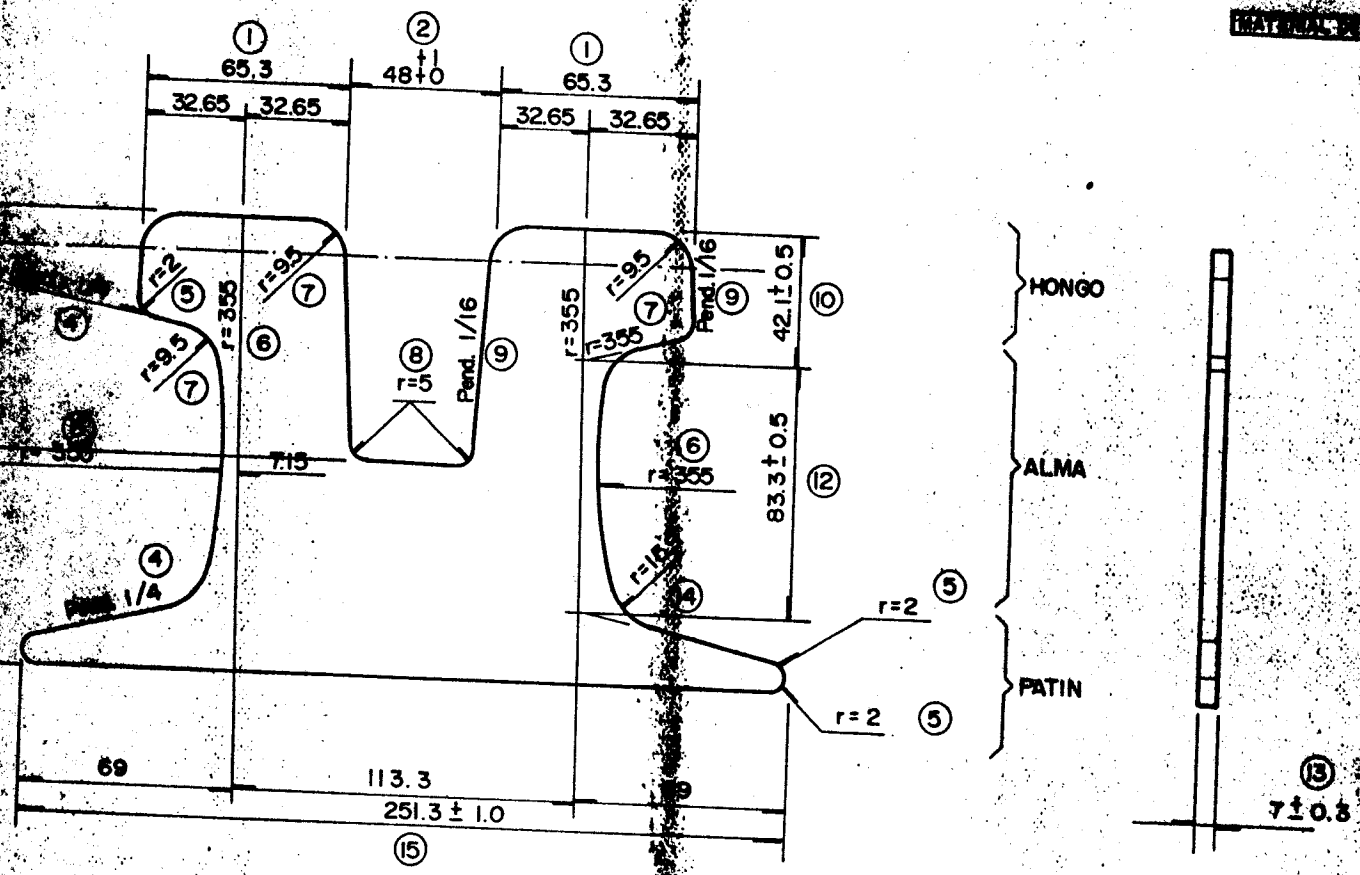 MATERIAL
① ② ①
65.3 48 +1 +0 65.3
32.65 32.65 32.65 32.65
r=2 ⑤
r=355 ⑥
r=9.5 ⑦
④
r=9.5 ⑦
⑧
r=5
Pend. 1/16 ⑨
r=355
r=9.5 ⑦
r=355
Pend. 1/16 ⑨
42.1±0.5 ⑩
HONGO
7.15
⑥
r=355
83.3±0.5 ⑫
ALMA
④
1/4
r=15
⑭
r=2 ⑤
PATIN
r=2 ⑤
69 113.3
251.3 ± 1.0
⑮
⑬
7±0.3